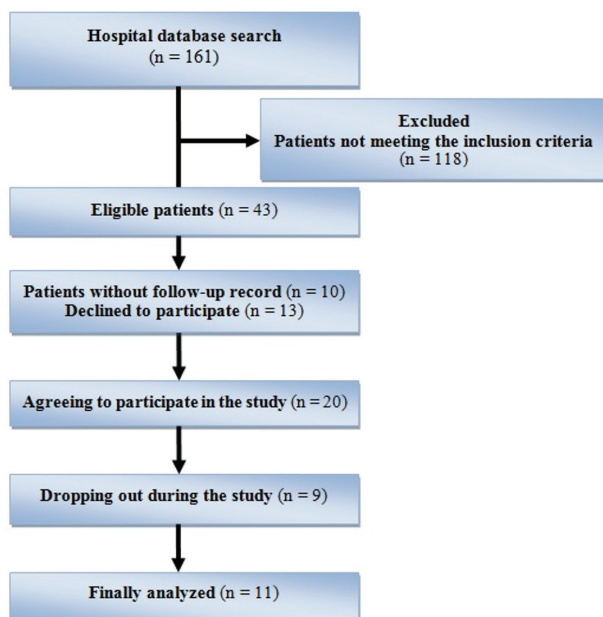 Hospital database search
(n = 161)
Excluded
Patients not meeting the inclusion criteria
(n = 118)
Eligible patients (n = 43)
Patients without follow-up record (n = 10)
Declined to participate (n = 13)
Agreeing to participate in the study (n = 20)
Dropping out during the study (n = 9)
Finally analyzed (n = 11)